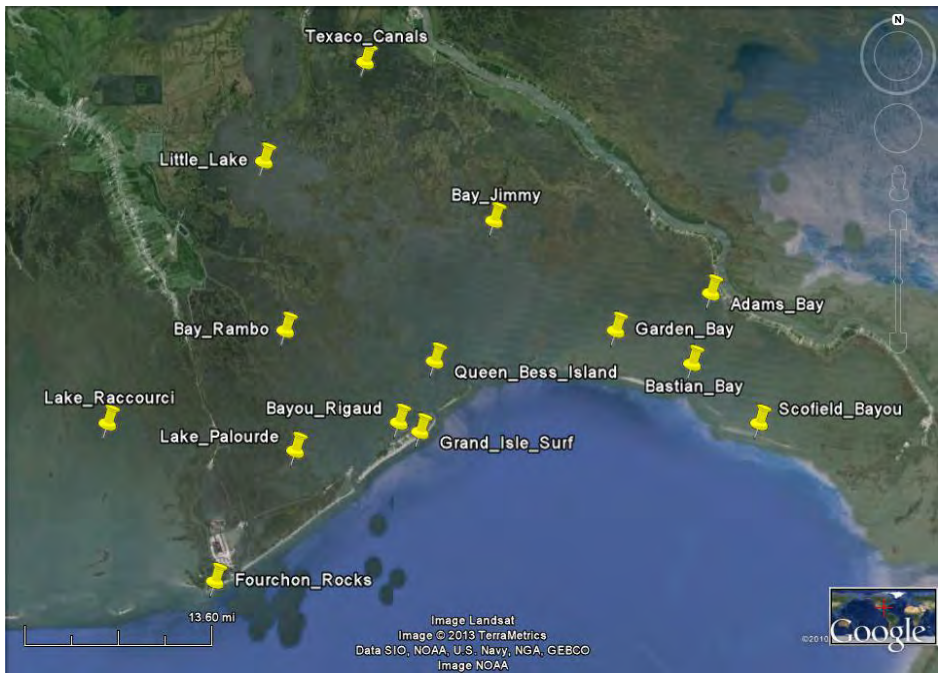 N
Texaco_Canals
Little_Lake
Bay_Jimmy
Adams_Bay
Bay_Rambo
Garden_Bay
Queen_Bess_Island
Bastian_Bay
Lake_Raccourci
Bayou_Rigaud
Scofield_Bayou
Lake_Palourde
Grand_Isle_Surf
Fourchon_Rocks
13.60 mi
Image Landsat
Image © 2013 TerraMetrics
Data SIO, NOAA, U.S. Navy, NGA, GEBCO
Image NOAA
©2010
Google